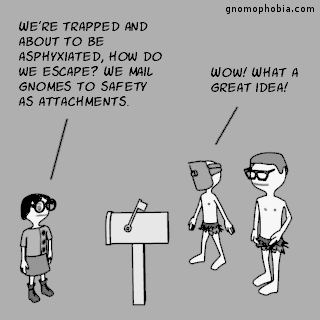 gnomophobia.com
WE'RE TRAPPED AND
ABOUT TO BE
ASPHYXIATED, HOW DO
WE ESCAPE? WE MAIL
GNOMES TO SAFETY
AS ATTACHMENTS.
WOW! WHAT A
GREAT IDEA!